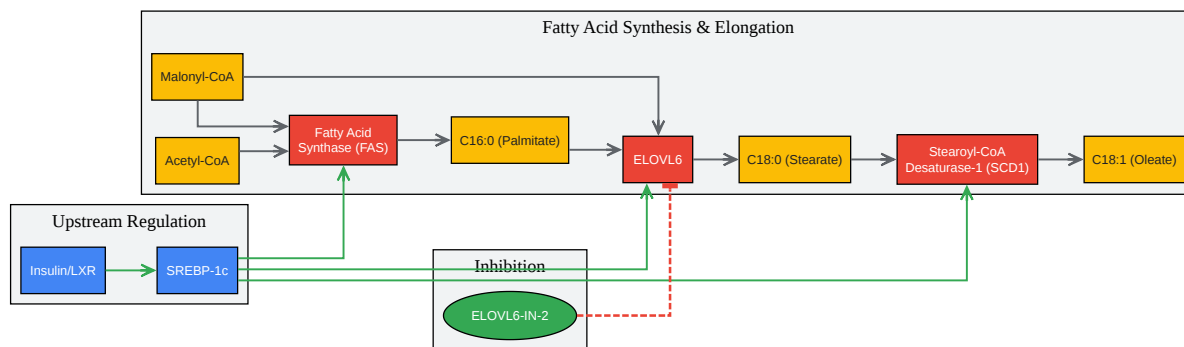 Fatty Acid Synthesis & Elongation
Malonyl-CoA
Acetyl-CoA
Fatty Acid
Synthase (FAS)
C16:0 (Palmitate)
ELOVL6
C18:0 (Stearate)
Stearoyl-CoA
Desaturase-1 (SCD1)
C18:1 (Oleate)
Upstream Regulation
Insulin/LXR
SREBP-1c
Inhibition
ELOVL6-IN-2